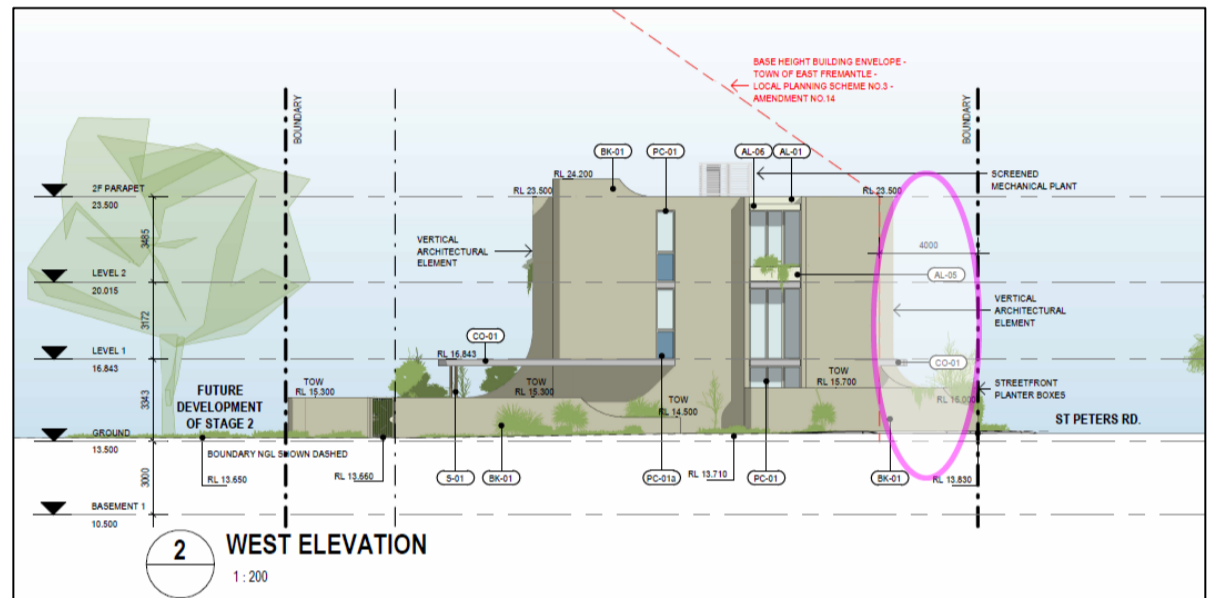 BASE HEIGHT BUILDING ENVELOPE -
TOWN OF EAST FREMANTLE -
LOCAL PLANNING SCHEME NO.3 -
AMENDMENT NO.14
BOUNDARY
BOUNDARY
BK-01
PC-01
AL-06
AL-01
SCREENED
MECHANICAL PLANT
RL 24.200
RL 23.500
RL 23.500
2F PARAPET
23.500
3485
VERTICAL
ARCHITECTURAL
ELEMENT
4000
AL-05
LEVEL 2
20.015
3172
VERTICAL
ARCHITECTURAL
ELEMENT
CO-01
RL 16.843
CO-01
LEVEL 1
16.843
3343
FUTURE
DEVELOPMENT
OF STAGE 2
TOW
RL 15.300
TOW
RL 15.300
TOW
RL 14.500
TOW
RL 15.700
RL 15.000
STREETFRONT
PLANTER BOXES
ST PETERS RD.
GROUND
13.500
BOUNDARY NGL SHOWN DASHED
RL 13.650
RL 13.660
S-01
BK-01
PC-01a
RL 13.710
PC-01
BK-01
RL 13.830
3000
BASEMENT 1
10.500
2
WEST ELEVATION
1 : 200